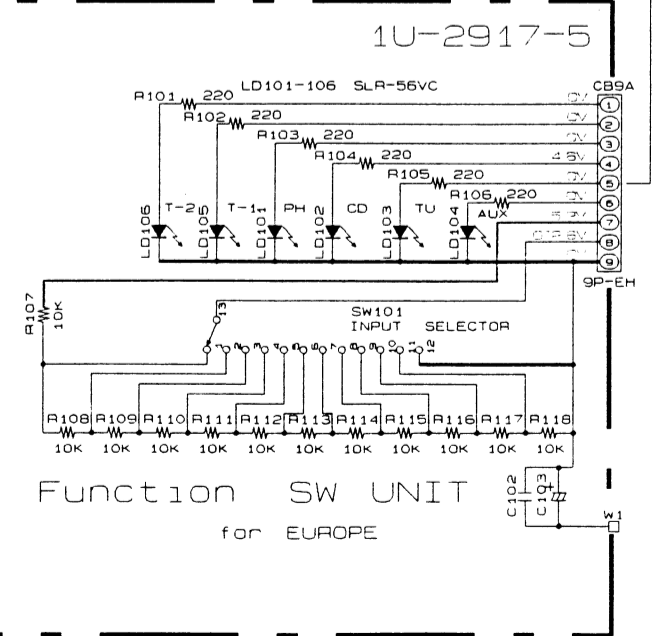 1U-2917-5
LD101-106 SLR-56VC
CB9A
R101 220
0V
1
R102 220
0V
2
R103 220
0V
3
R104 220
4.6V
4
R105 220
0V
5
R106 220
0V
6
T-2
T-1
PH
CD
TU
AUX
7
8
9
LD106
LD105
LD101
LD102
LD103
LD104
9P-EH
R107
10K
13
SW101
INPUT SELECTOR
1
2
3
4
5
6
7
8
9
10
11
12
R108 R109 R110 R111 R112 R113 R114 R115 R116 R117 R118
10K 10K 10K 10K 10K 10K 10K 10K 10K 10K 10K
Function SW UNIT
for EUROPE
C102
C103
+
W1